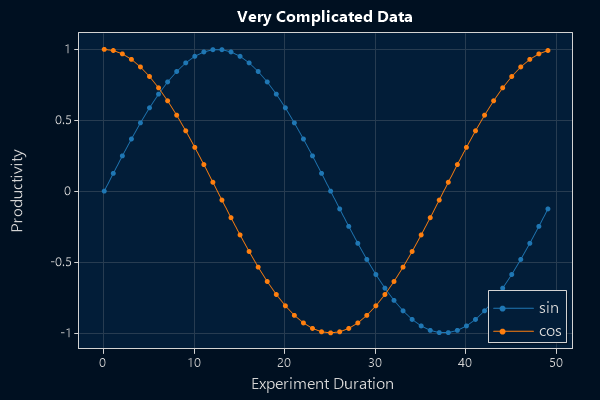 Very Complicated Data
Productivity
1
0.5
0
-0.5
-1
0
10
20
30
40
50
sin
cos
Experiment Duration